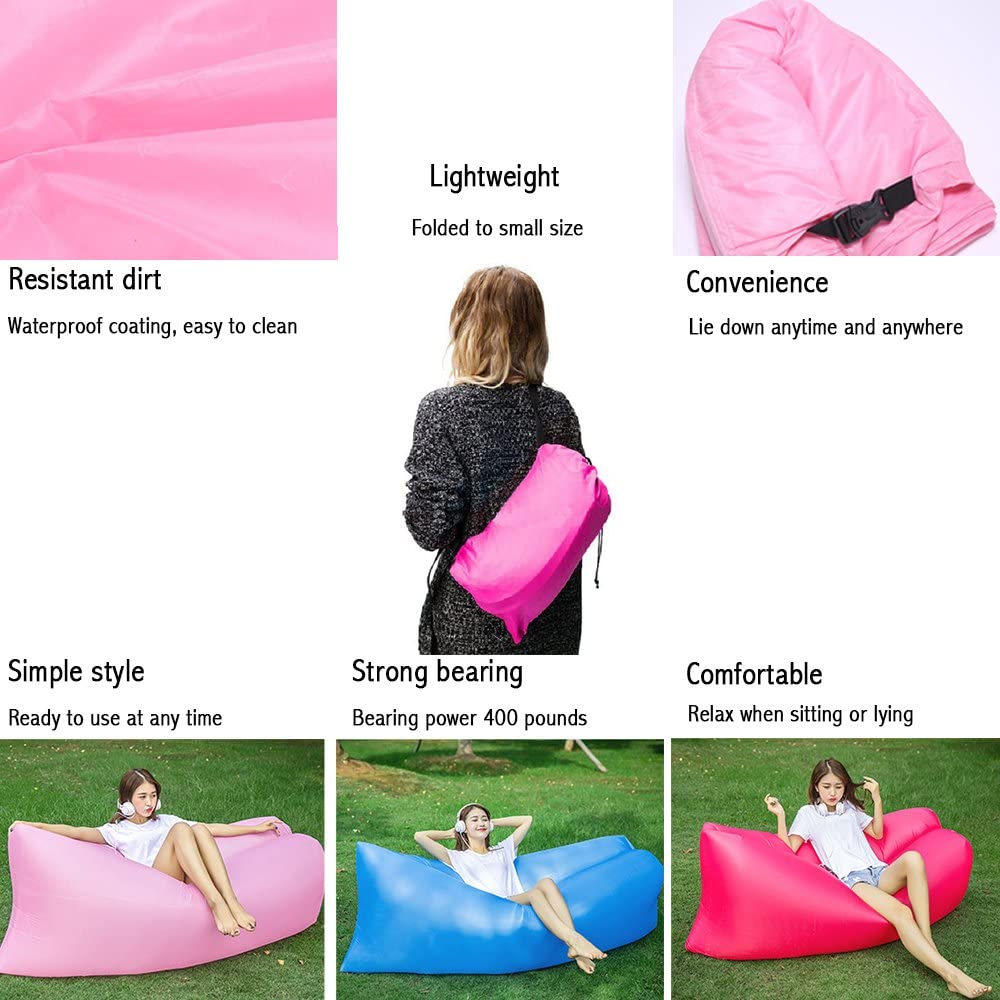 Lightweight
Folded to small size
Resistant dirt
Waterproof coating, easy to clean
Convenience
Lie down anytime and anywhere
Simple style
Ready to use at any time
Strong bearing
Bearing power 400 pounds
Comfortable
Relax when sitting or lying